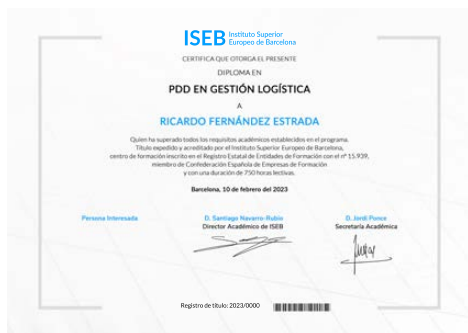 ISEB Instituto Superior
Europeo de Barcelona
CERTIFICA QUE OTORGA EL PRESENTE
DIPLOMA EN
PDD EN GESTIÓN LOGÍSTICA
A
RICARDO FERNÁNDEZ ESTRADA
Quien ha superado todos los requisitos académicos establecidos en el programa.
Título expedido y acreditado por el Instituto Superior Europeo de Barcelona,
centro de formación inscrito en el Registro Estatal de Entidades de Formación con el nº 15.939,
miembro de Confederación Española de Empresas de Formación
y con una duración de 750 horas lectivas.
Barcelona, 10 de febrero del 2023
Persona Interesada
D. Santiago Navarro-Rubio
Director Académico de ISEB
D. Jordi Ponce
Secretaría Académica
Registro de título: 2023/0000